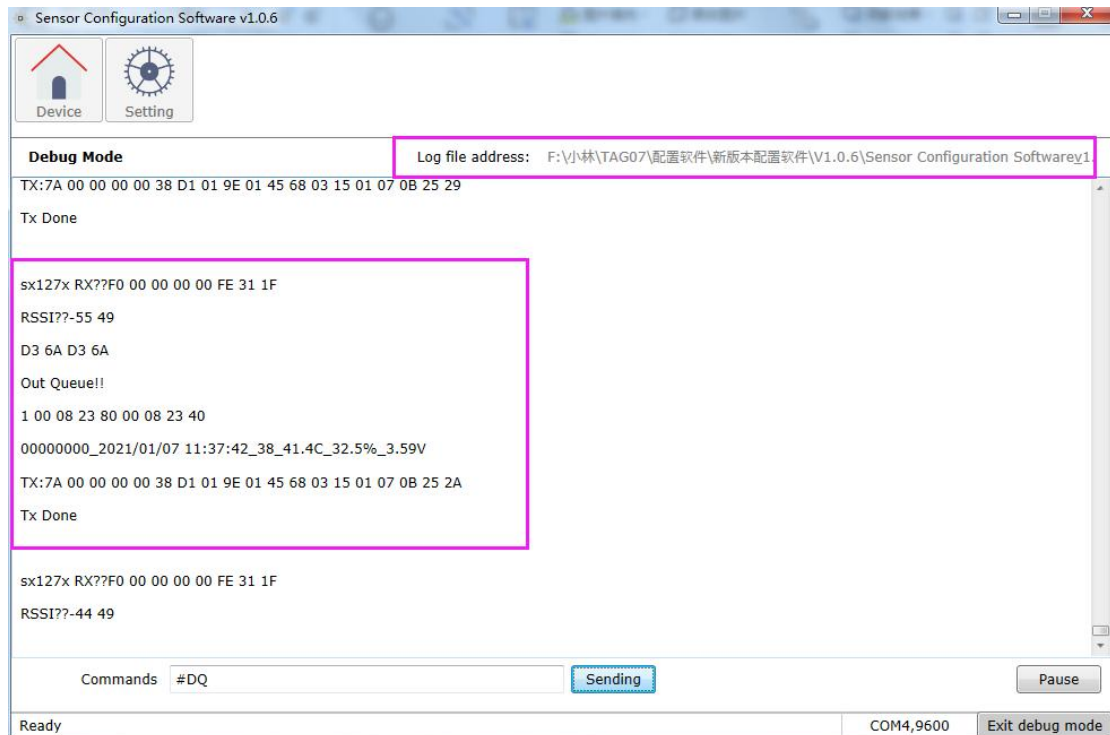 Sensor Configuration Software v1.0.6
Device
Setting
Debug Mode
Log file address: F:\小林\TAG07\配置软件\新版本配置软件\V1.0.6\Sensor Configuration Softwarev1.
TX:7A 00 00 00 00 38 D1 01 9E 01 45 68 03 15 01 07 0B 25 29
Tx Done
sx127x RX??F0 00 00 00 00 FE 31 1F
RSSI??-55 49
D3 6A D3 6A
Out Queue!!
1 00 08 23 80 00 08 23 40
00000000_2021/01/07 11:37:42_38_41.4C_32.5%_3.59V
TX:7A 00 00 00 00 38 D1 01 9E 01 45 68 03 15 01 07 0B 25 2A
Tx Done
sx127x RX??F0 00 00 00 00 FE 31 1F
RSSI??-44 49
Commands #DQ Sending Pause
Ready COM4,9600 Exit debug mode